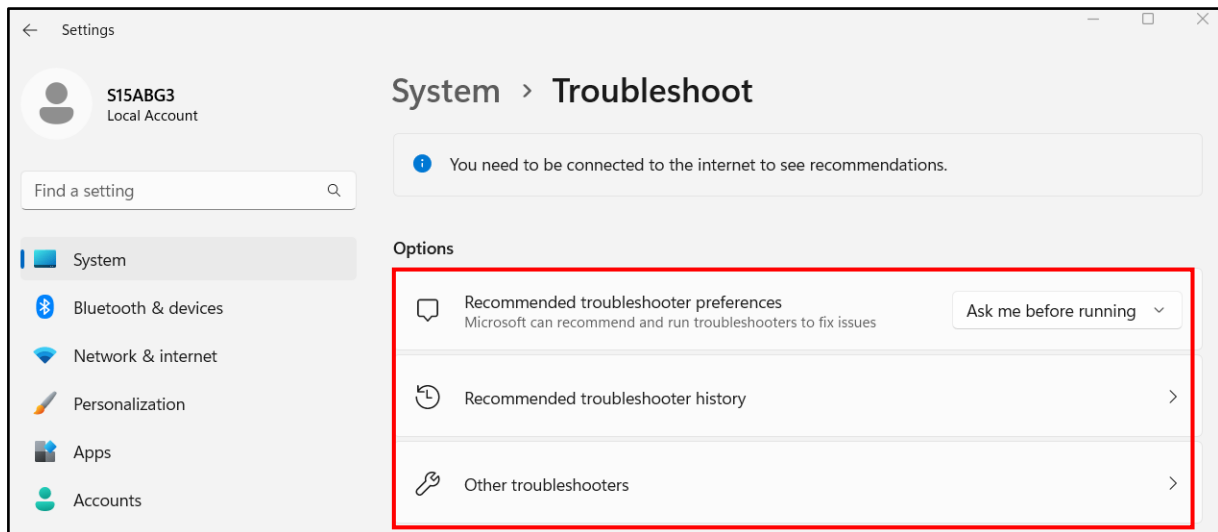 Settings
S15ABG3
Local Account
Find a setting
System
Bluetooth & devices
Network & internet
Personalization
Apps
Accounts
System > Troubleshoot
You need to be connected to the internet to see recommendations.
Options
Recommended troubleshooter preferences
Microsoft can recommend and run troubleshooters to fix issues
Ask me before running
Recommended troubleshooter history
Other troubleshooters